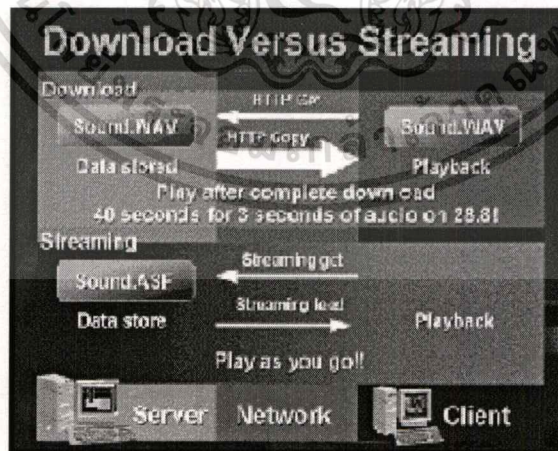 Download Versus Streaming
Download
HTTP Get
Sound.WAV
Sound.WAV
HTTP Copy
Data stored
Playback
Play after complete download
40 seconds for 3 seconds of audio on 28.8!
Streaming
Streaming get
Sound.ASF
Streaming
Data store
Playback
Play as you go!!
Server
Network
Client